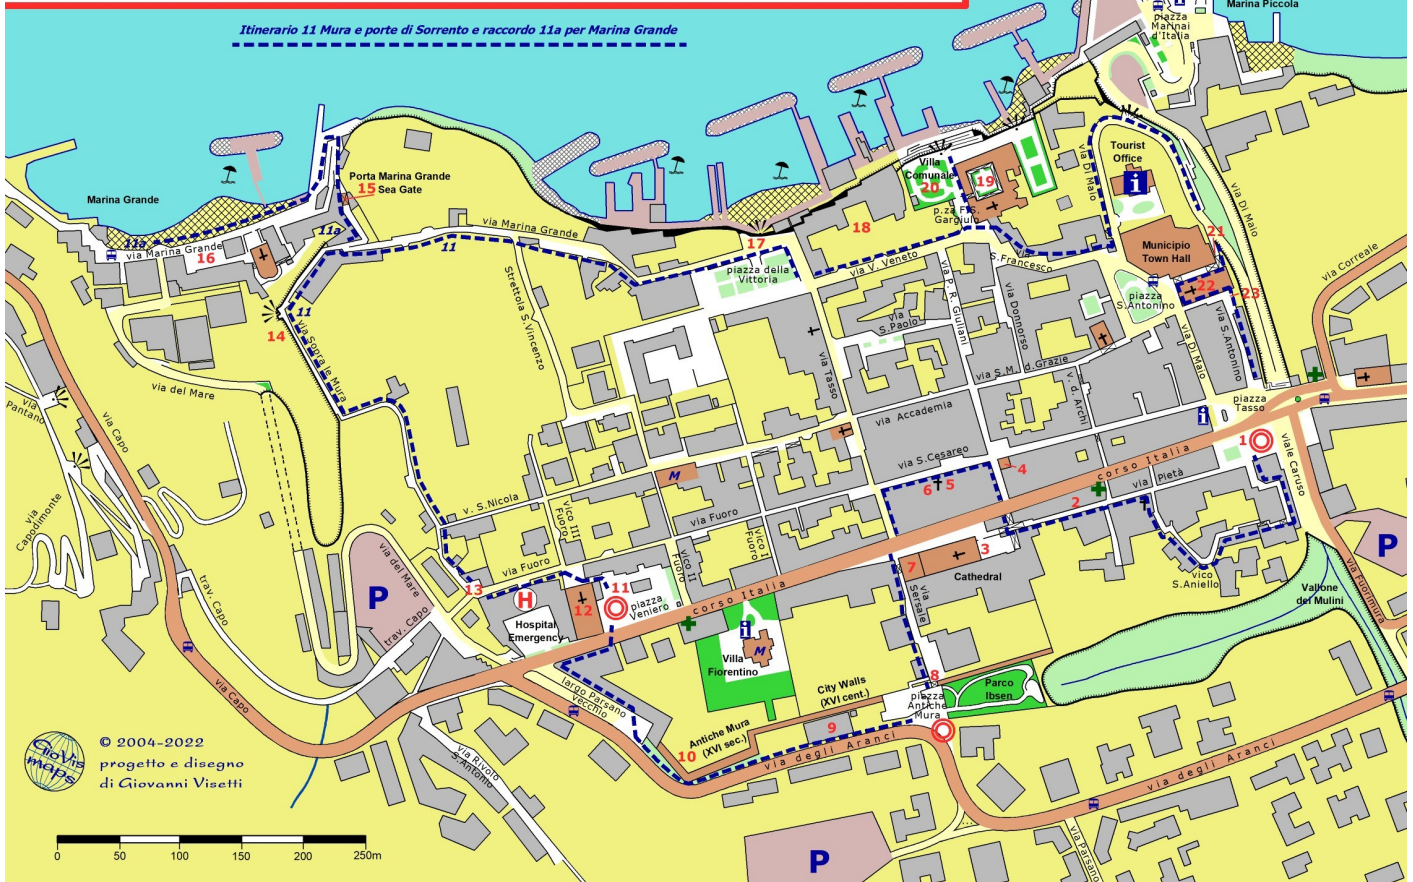 Itinerario 11 Mura e porte di Sorrento e raccordo 11a per Marina Grande
Marina Piccola
piazza
Marinai
d'Italia
Marina Grande
Porta Marina Grande
15 Sea Gate
via Marina Grande
11a
via Marina Grande
16
11a
11
11
14
via Sopra le Mura
Strettola S.Vincenzo
17
piazza della
Vittoria
18
Villa
Comunale
20
19
p.za F.S.
Gargiulo
via V. Veneto
via
S.Francesco
via Di Maio
Tourist
Office
i
Municipio
Town Hall
21
22
23
via Di Maio
via Correale
piazza
S.Antonino
via S.Antonino
via Di Maio
via
S.Paolo
via P. R. Giuliani
via Donnorso
via S.M. d.Grazie
v. d. Archi
via Tasso
via Accademia
via S.Cesareo
piazza
Tasso
i
1
viale Caruso
corso Italia
4
5
6
2
via Pietà
via del Mare
via
Pantano
via Capo
via
Capodimonte
M
v. S.Nicola
vico III
Fuoro
via Fuoro
vico I
Fuoro
vico II
Fuoro
via Fuoro
3
7
Cathedral
via
Sersale
vico
S.Aniello
Vallone
dei Mulini
P
via Fuorimura
13
H
Hospital
Emergency
12
11
piazza
Veniero
corso Italia
P
via del Mare
trav. Capo
trav. Capo
via Capo
i
M
Villa
Fiorentino
City Walls
(XVI cent.)
8
piazza
Antiche
Mura
Parco
Ibsen
largo Parsano
vecchio
Antiche Mura
(XVI sec.)
9
10
via degli Aranci
via degli Aranci
via Rivolo
S.Antonio
via Parsano
P
GioVis
maps
© 2004-2022
progetto e disegno
di Giovanni Visetti
0 50 100 150 200 250m